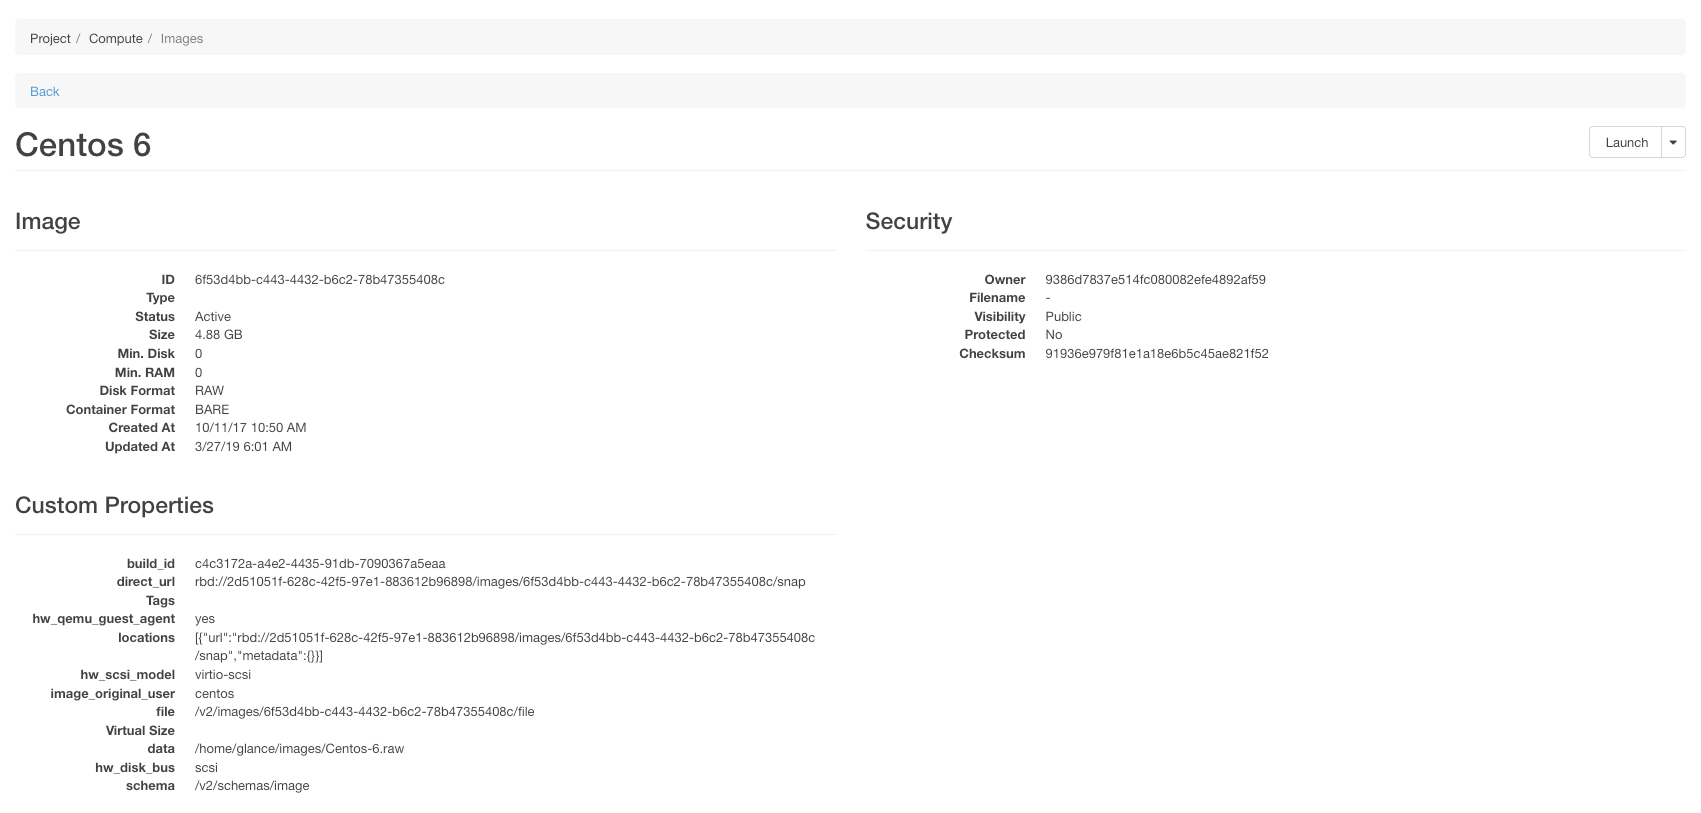 Project / Compute / Images
Back
Centos 6
Launch
Image
ID 6f53d4bb-c443-4432-b6c2-78b47355408c
Type
Status Active
Size 4.88 GB
Min. Disk 0
Min. RAM 0
Disk Format RAW
Container Format BARE
Created At 10/11/17 10:50 AM
Updated At 3/27/19 6:01 AM
Security
Owner 9386d7837e514fc080082efe4892af59
Filename -
Visibility Public
Protected No
Checksum 91936e979f81e1a18e6b5c45ae821f52
Custom Properties
build_id c4c3172a-a4e2-4435-91db-7090367a5eaa
direct_url rbd://2d51051f-628c-42f5-97e1-883612b96898/images/6f53d4bb-c443-4432-b6c2-78b47355408c/snap
Tags
hw_qemu_guest_agent yes
locations [{"url":"rbd://2d51051f-628c-42f5-97e1-883612b96898/images/6f53d4bb-c443-4432-b6c2-78b47355408c
/snap","metadata":{}}]
hw_scsi_model virtio-scsi
image_original_user centos
file /v2/images/6f53d4bb-c443-4432-b6c2-78b47355408c/file
Virtual Size
data /home/glance/images/Centos-6.raw
hw_disk_bus scsi
schema /v2/schemas/image